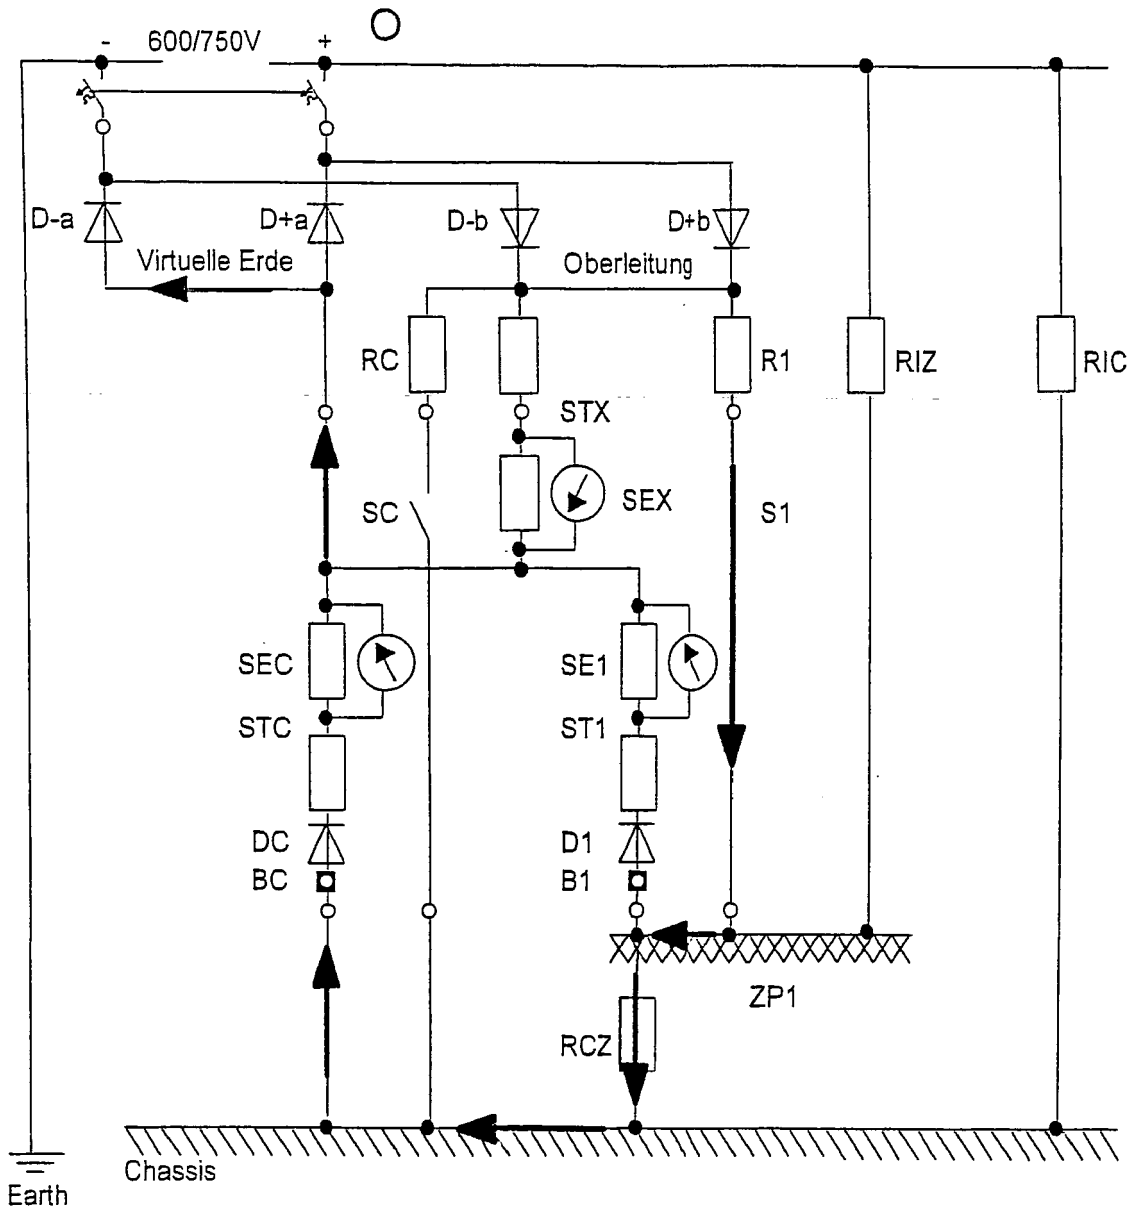 - 600/750V +
D-a
D+a
D-b
D+b
Virtuelle Erde
Oberleitung
RC
R1
RIZ
RIC
STX
SC
SEX
S1
SEC
SE1
STC
ST1
DC
D1
BC
B1
ZP1
RCZ
Chassis
Earth